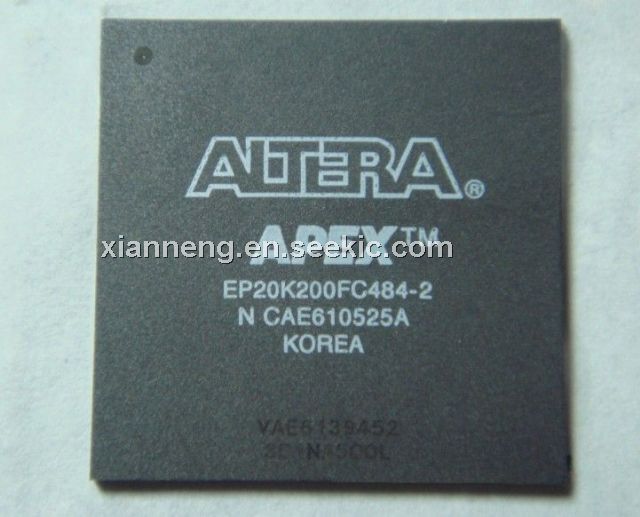 ALTERA®
APEX™
xianneng.en.seekic.com
EP20K200FC484-2
N CAE610525A
KOREA
VAE6139452